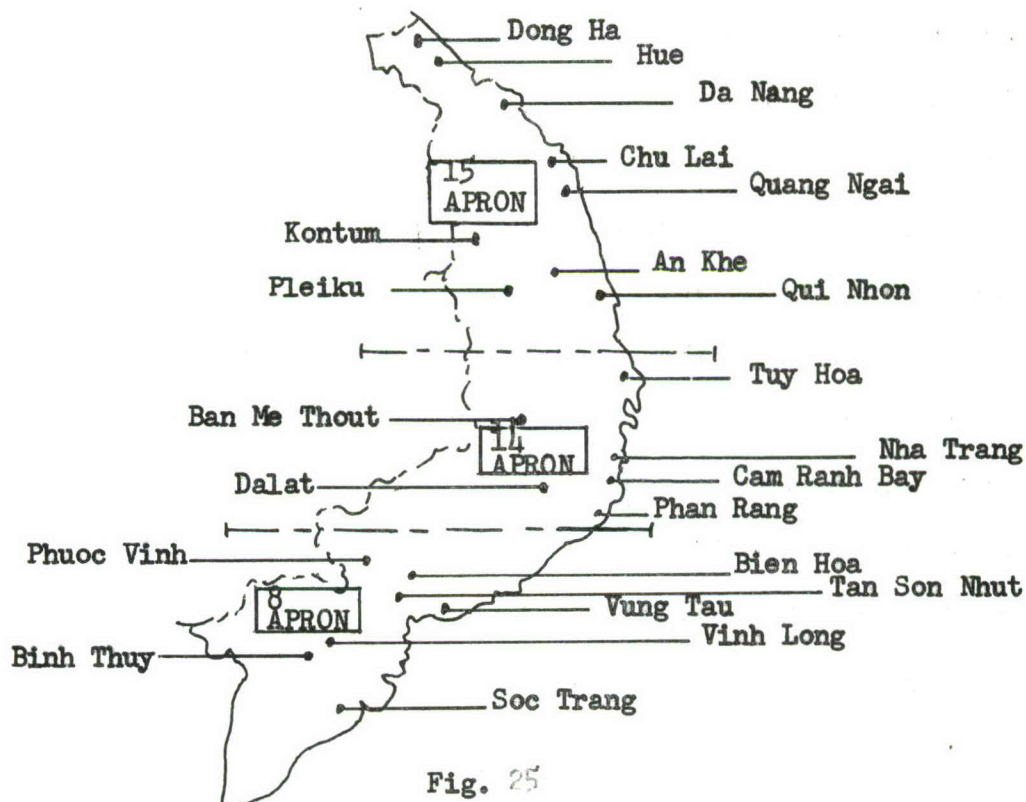 Dong Ha
Hue
Da Nang
Chu Lai
15
APRON
Quang Ngai
Kontum
An Khe
Pleiku
Qui Nhon
Tuy Hoa
Ban Me Thout
14
APRON
Nha Trang
Dalat
Cam Ranh Bay
Phan Rang
Phuoc Vinh
Bien Hoa
Tan Son Nhut
8
APRON
Vung Tau
Vinh Long
Binh Thuy
Soc Trang
Fig. 25